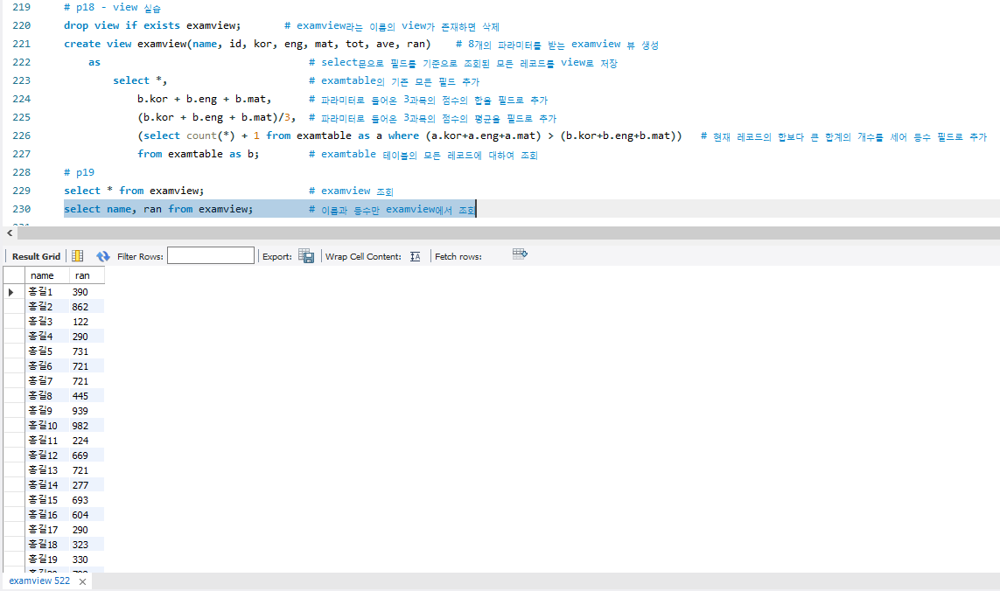 219 # p18 - view 실습
220 drop view if exists examview; # examview라는 이름의 view가 존재하면 삭제
221 create view examview(name, id, kor, eng, mat, tot, ave, ran) # 8개의 파라미터를 받는 examview 뷰 생성
222 as # select문으로 필드를 기준으로 조회된 모든 레코드를 view로 저장
223 select *, # examtable의 기존 모든 필드 추가
224 b.kor + b.eng + b.mat, # 파라미터로 들어온 3과목의 점수의 합을 필드로 추가
225 (b.kor + b.eng + b.mat)/3, # 파라미터로 들어온 3과목의 점수의 평균을 필드로 추가
226 (select count(*) + 1 from examtable as a where (a.kor+a.eng+a.mat) > (b.kor+b.eng+b.mat)) # 현재 레코드의 합보다 큰 합계의 개수를 세어 등수 필드로 추가
227 from examtable as b; # examtable 테이블의 모든 레코드에 대하여 조회
228 # p19
229 select * from examview; # examview 조회
230 select name, ran from examview; # 이름과 등수만 examview에서 조회
Result Grid Filter Rows: Export: Wrap Cell Content: Fetch rows:
name ran
홍길1 390
홍길2 862
홍길3 122
홍길4 290
홍길5 731
홍길6 721
홍길7 721
홍길8 445
홍길9 939
홍길10 982
홍길11 224
홍길12 669
홍길13 721
홍길14 277
홍길15 693
홍길16 604
홍길17 290
홍길18 323
홍길19 330
examview 522